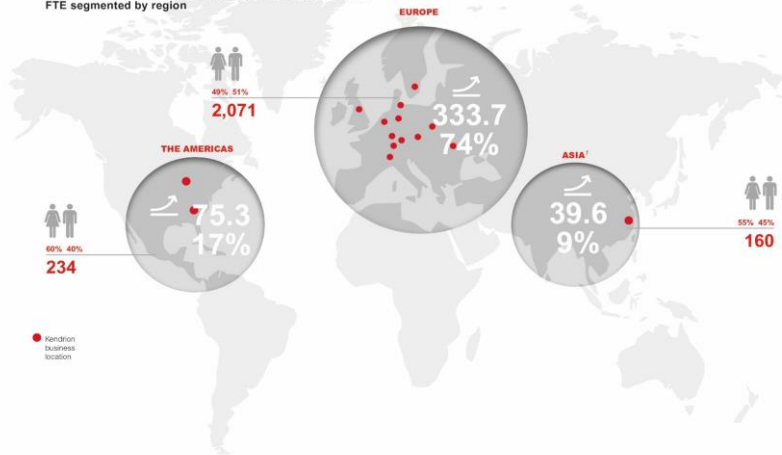 FTE segmented by region
EUROPE
49% 51%
2,071
333.7
74%
THE AMERICAS
75.3
17%
60% 40%
234
ASIA⁷
39.6
9%
55% 45%
160
Kendrion
business
location